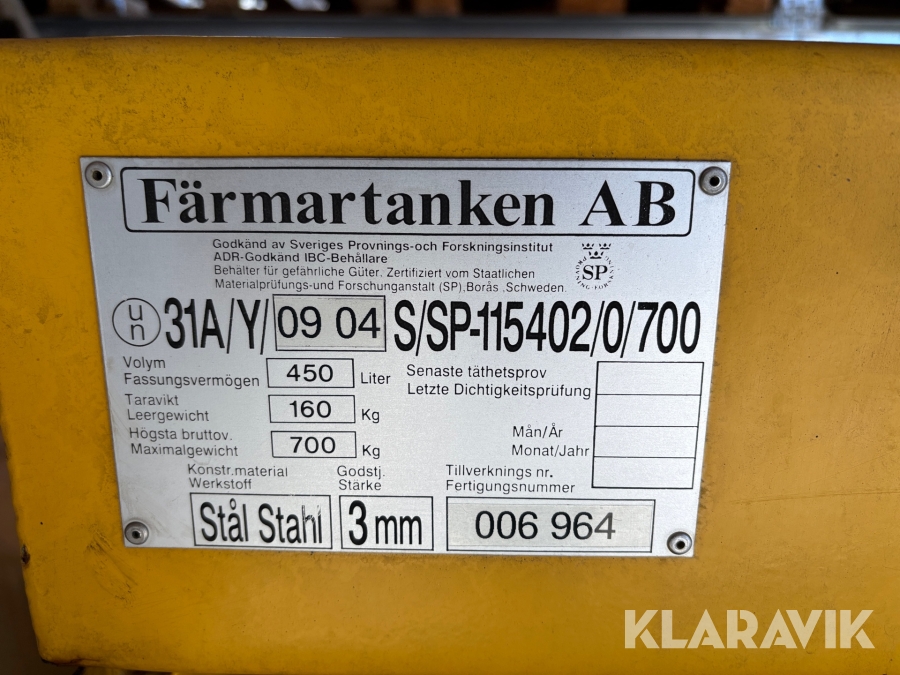 Färmartanken AB
Godkänd av Sveriges Provnings-och Forskningsinstitut
ADR-Godkänd IBC-Behållare
Behälter für gefährliche Güter. Zertifiziert vom Staatlichen
Materialprüfungs-und Forschungsanstalt (SP),Borås .Schweden.
SP
un 31A/Y/ 09 04 S/SP-115402/0/700
Volym
Fassungsvermögen 450 Liter
Taravikt
Leergewicht 160 Kg
Högsta bruttov.
Maximalgewicht 700 Kg
Senaste täthetsprov
Letzte Dichtigkeitsprüfung
Mån/År
Monat/Jahr
Konstr.material
Werkstoff
Stål Stahl
Godstj.
Stärke
3 mm
Tillverknings nr.
Fertigungsnummer
006 964
KLARAVIK